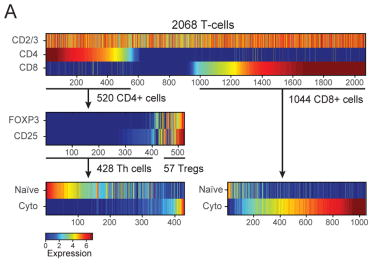 A
2068 T-cells
CD2/3
CD4
CD8
200 400 600 800 1000 1200 1400 1600 1800 2000
520 CD4+ cells
1044 CD8+ cells
FOXP3
CD25
100 200 300 400 500
428 Th cells
57 Tregs
Naïve
Cyto
100 200 300 400
Naïve
Cyto
200 400 600 800 1000
0 2 4 6
Expression